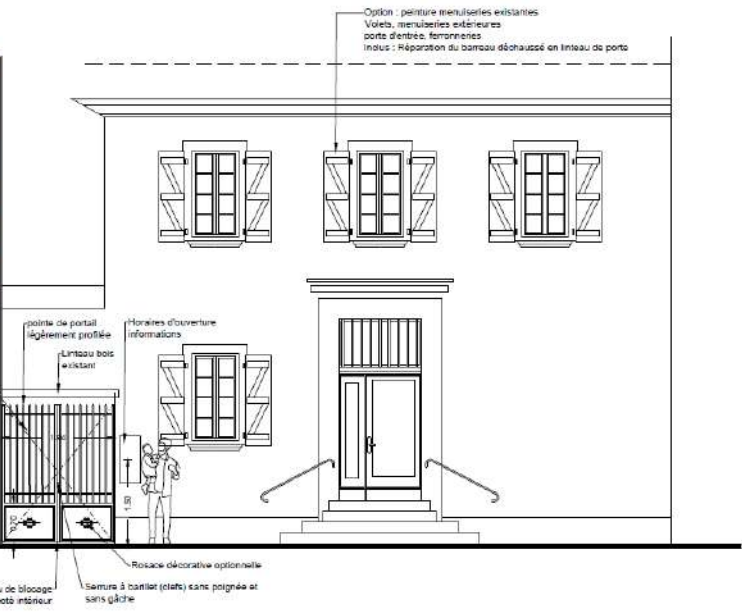 Option : peinture menuiseries existantes
Volets, menuiseries extérieures
porte d'entrée, ferronneries
Inclus : Réparation du barreau déchaussé en linteau de porte
pointe de portail
légèrement profilée
Horaires d'ouverture
informations
Linteau bois
existant
1.50
0.20
Rosace décorative optionnelle
Serrure à barillet (clefs) sans poignée et
sans gâche
de blocage
intérieur